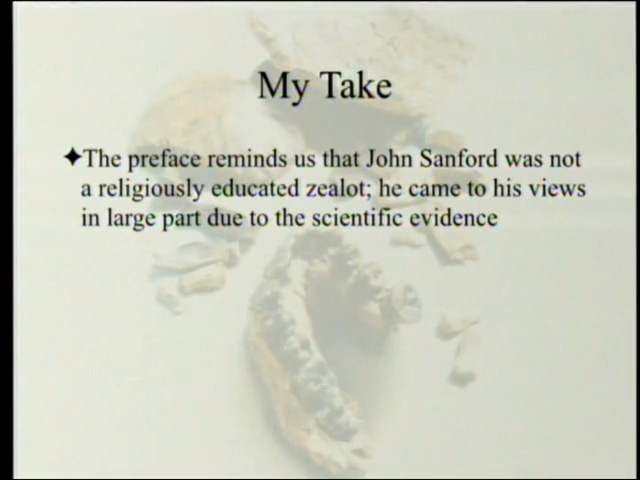 My Take
✦The preface reminds us that John Sanford was not
a religiously educated zealot; he came to his views
in large part due to the scientific evidence